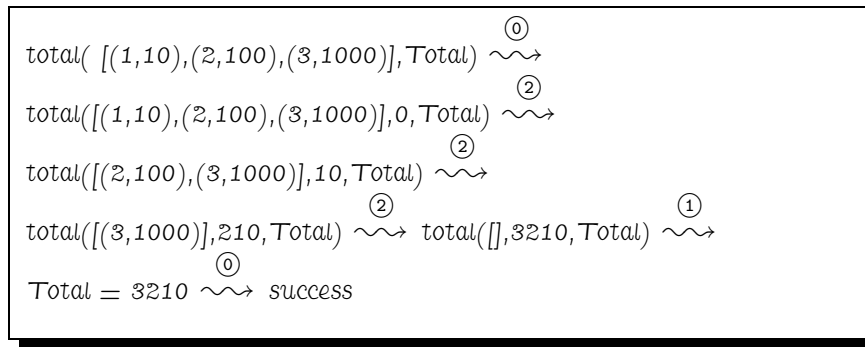 total( [(1,10),(2,100),(3,1000)],Total) ⓪⤳
total([(1,10),(2,100),(3,1000)],0,Total) ②⤳
total([(2,100),(3,1000)],10,Total) ②⤳
total([(3,1000)],210,Total) ②⤳ total([],3210,Total) ①⤳
Total = 3210 ⓪⤳ success